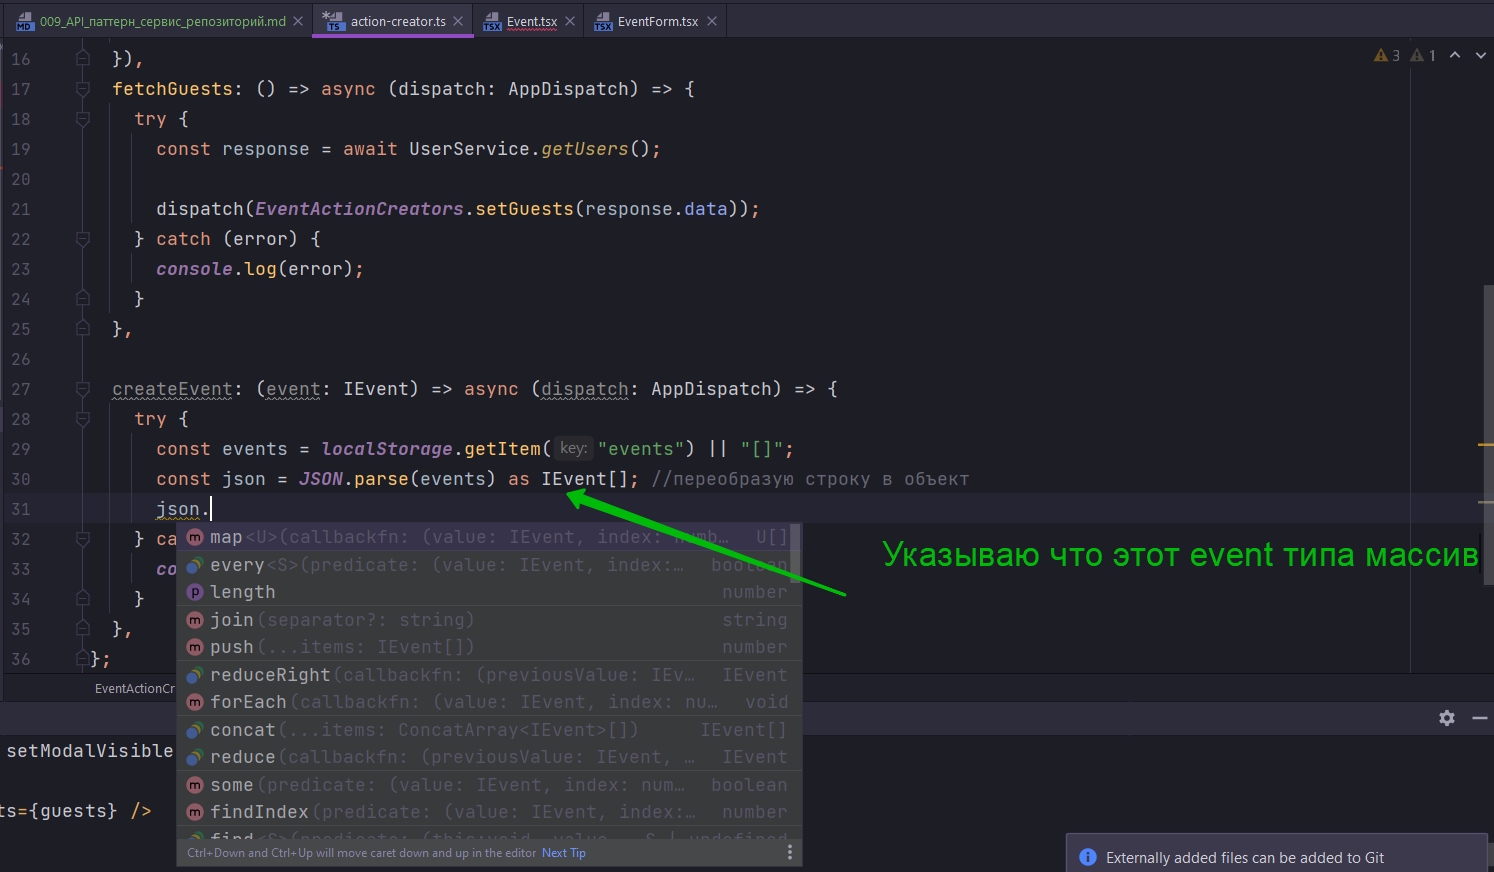 009_API_паттерн_сервис_репозиторий.md
action-creator.ts
Event.tsx
EventForm.tsx
3 1
16 }),
17 fetchGuests: () => async (dispatch: AppDispatch) => {
18 try {
19 const response = await UserService.getUsers();
20
21 dispatch(EventActionCreators.setGuests(response.data));
22 } catch (error) {
23 console.log(error);
24 }
25 },
26
27 createEvent: (event: IEvent) => async (dispatch: AppDispatch) => {
28 try {
29 const events = localStorage.getItem( key: "events") || "[]";
30 const json = JSON.parse(events) as IEvent[]; //переобразую строку в объект
31 json.
32 } ca
33 co
34 }
35 },
36 };
Указываю что этот event типа массив
map<U>(callbackfn: (value: IEvent, index: numb… U[]
every<S>(predicate: (value: IEvent, index:… boolean
length number
join(separator?: string) string
push(...items: IEvent[]) number
reduceRight(callbackfn: (previousValue: IEv… IEvent
forEach(callbackfn: (value: IEvent, index: nu… void
concat(...items: ConcatArray<IEvent>[]) IEvent[]
reduce(callbackfn: (previousValue: IEvent, … IEvent
some(predicate: (value: IEvent, index: num… boolean
findIndex(predicate: (value: IEvent, index:… number
find<S>(predicate: (this:void, value… S | undefined
Ctrl+Down and Ctrl+Up will move caret down and up in the editor Next Tip
EventActionCr
setModalVisible
ts={guests} />
Externally added files can be added to Git